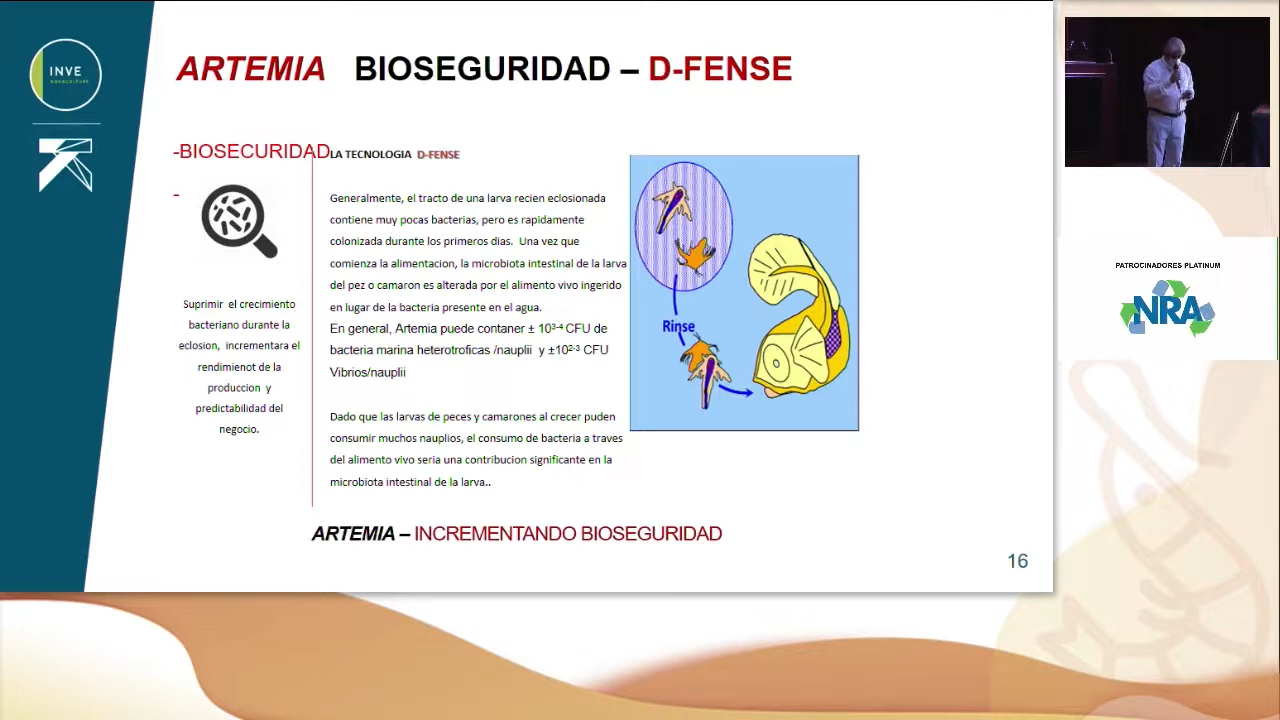 INVE
AQUACULTURE
ARTEMIA BIOSEGURIDAD – D-FENSE
-BIOSECURIDAD
-
Suprimir el crecimiento
bacteriano durante la
eclosion, incrementara el
rendimienot de la
produccion y
predictabilidad del
negocio.
LA TECNOLOGIA D-FENSE
Generalmente, el tracto de una larva recien eclosionada
contiene muy pocas bacterias, pero es rapidamente
colonizada durante los primeros dias. Una vez que
comienza la alimentacion, la microbiota intestinal de la larva
del pez o camaron es alterada por el alimento vivo ingerido
en lugar de la bacteria presente en el agua.
En general, Artemia puede contaner ± 10³⁻⁴ CFU de
bacteria marina heterotroficas /nauplii y ±10²⁻³ CFU
Vibrios/nauplii
Dado que las larvas de peces y camarones al crecer puden
consumir muchos nauplios, el consumo de bacteria a traves
del alimento vivo seria una contribucion significante en la
microbiota intestinal de la larva..
Rinse
ARTEMIA – INCREMENTANDO BIOSEGURIDAD
16
PATROCINADORES PLATINUM
NRA